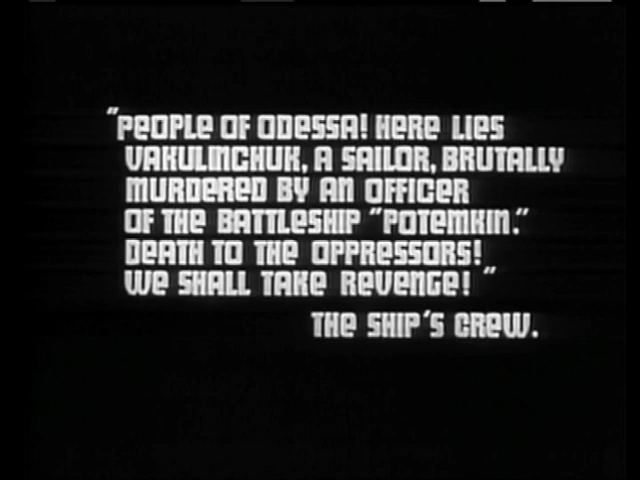 "PEOPLE OF ODESSA! HERE LIES
VAKULINCHUK, A SAILOR, BRUTALLY
MURDERED BY AN OFFICER
OF THE BATTLESHIP "POTEMKIN."
DEATH TO THE OPPRESSORS!
WE SHALL TAKE REVENGE!"
THE SHIP'S CREW.